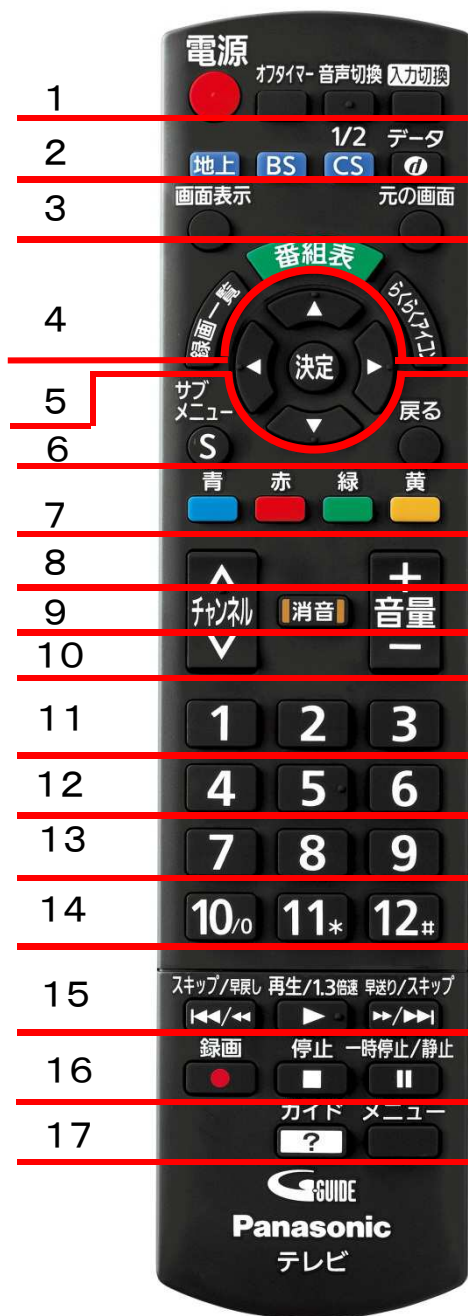 電源
オフタイマー 音声切換 入力切換
1
1/2 データ
2
地上 BS CS d
画面表示 元の画面
3
番組表
録画一覧 らくらくアイコン
4
決定
5
サブメニュー 戻る
S
6
青 赤 緑 黄
7
8
+
9
チャンネル 消音 音量
10
−
11
1 2 3
12
4 5 6
13
7 8 9
14
10/0 11* 12#
スキップ/早戻し 再生/1.3倍速 早送り/スキップ
15
録画 停止 一時停止/静止
16
ガイド メニュー
17
?
G-GUIDE
Panasonic
テレビ